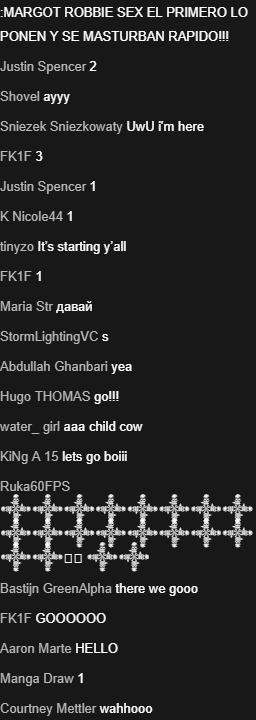 :MARGOT ROBBIE SEX EL PRIMERO LO
PONEN Y SE MASTURBAN RAPIDO!!!
Justin Spencer 2
Shovel ayyy
Sniezek Sniezkowaty UwU i'm here
FK1F 3
Justin Spencer 1
K Nicole44 1
tinyzo It's starting y'all
FK1F 1
Maria Str давай
StormLightingVC s
Abdullah Ghanbari yea
Hugo THOMAS go!!!
water_ girl aaa child cow
KiNg A 15 lets go boiii
Ruka60FPS
Bastijn GreenAlpha there we gooo
FK1F GOOOOOO
Aaron Marte HELLO
Manga Draw 1
Courtney Mettler wahhooo